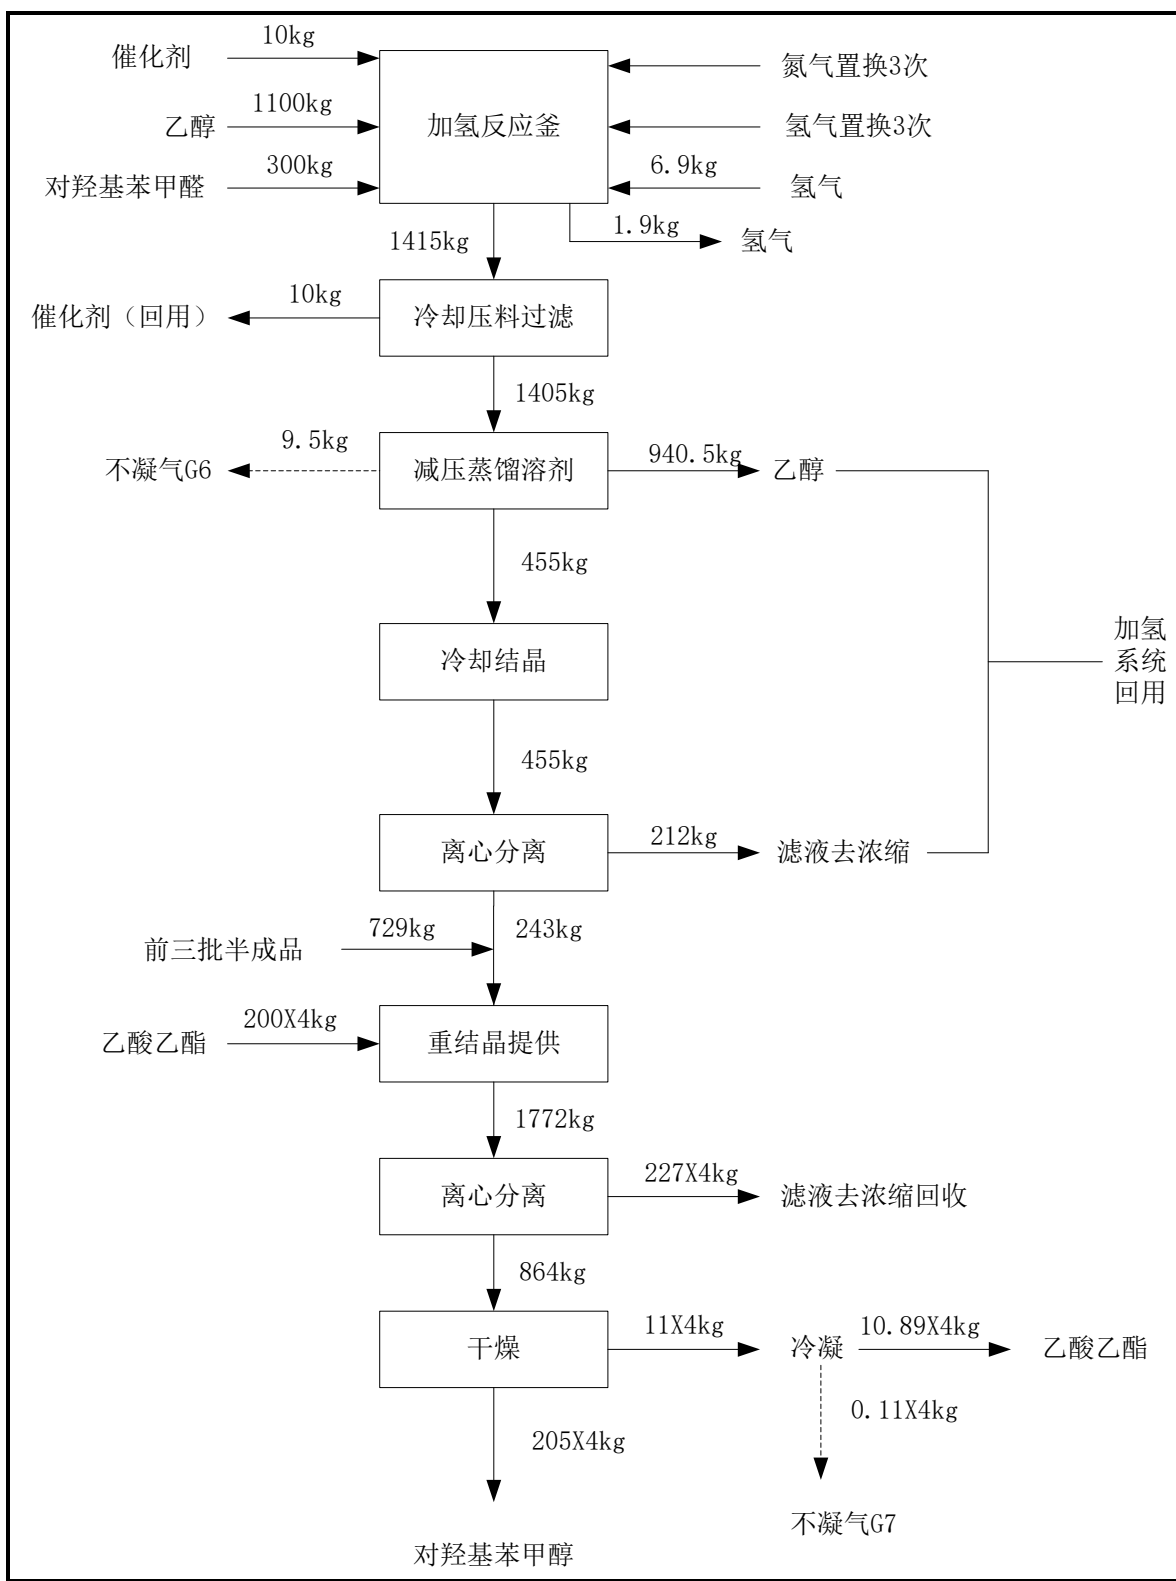 催化剂
10kg
氮气置换3次
乙醇
1100kg
加氢反应釜
氢气置换3次
对羟基苯甲醛
300kg
6.9kg
氢气
1415kg
1.9kg
氢气
催化剂（回用）
10kg
冷却压料过滤
1405kg
不凝气G6
9.5kg
减压蒸馏溶剂
940.5kg
乙醇
455kg
冷却结晶
加氢
系统
回用
455kg
离心分离
212kg
滤液去浓缩
前三批半成品
729kg
243kg
乙酸乙酯
200X4kg
重结晶提供
1772kg
离心分离
227X4kg
滤液去浓缩回收
864kg
干燥
11X4kg
冷凝
10.89X4kg
乙酸乙酯
0.11X4kg
205X4kg
不凝气G7
对羟基苯甲醇